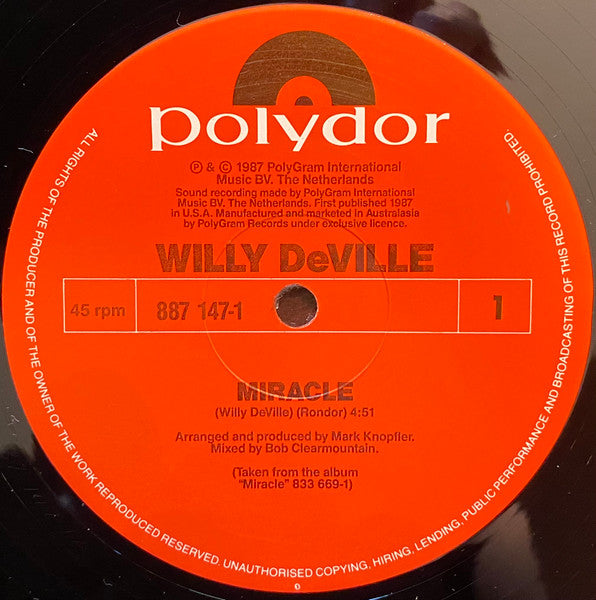 polydor
℗ & © 1987 PolyGram International
Music BV. The Netherlands
Sound recording made by PolyGram International
Music BV. The Netherlands. First published 1987
in U.S.A. Manufactured and marketed in Australasia
by PolyGram Records under exclusive licence.
WILLY DeVILLE
45 rpm
887 147-1
1
MIRACLE
(Willy DeVille) (Rondor) 4:51
Arranged and produced by Mark Knopfler.
Mixed by Bob Clearmountain.
(Taken from the album
"Miracle" 833 669-1)
ALL RIGHTS OF THE PRODUCER AND OF THE OWNER OF THE WORK REPRODUCED RESERVED. UNAUTHORISED COPYING, HIRING, LENDING, PUBLIC PERFORMANCE AND BROADCASTING OF THIS RECORD PROHIBITED.